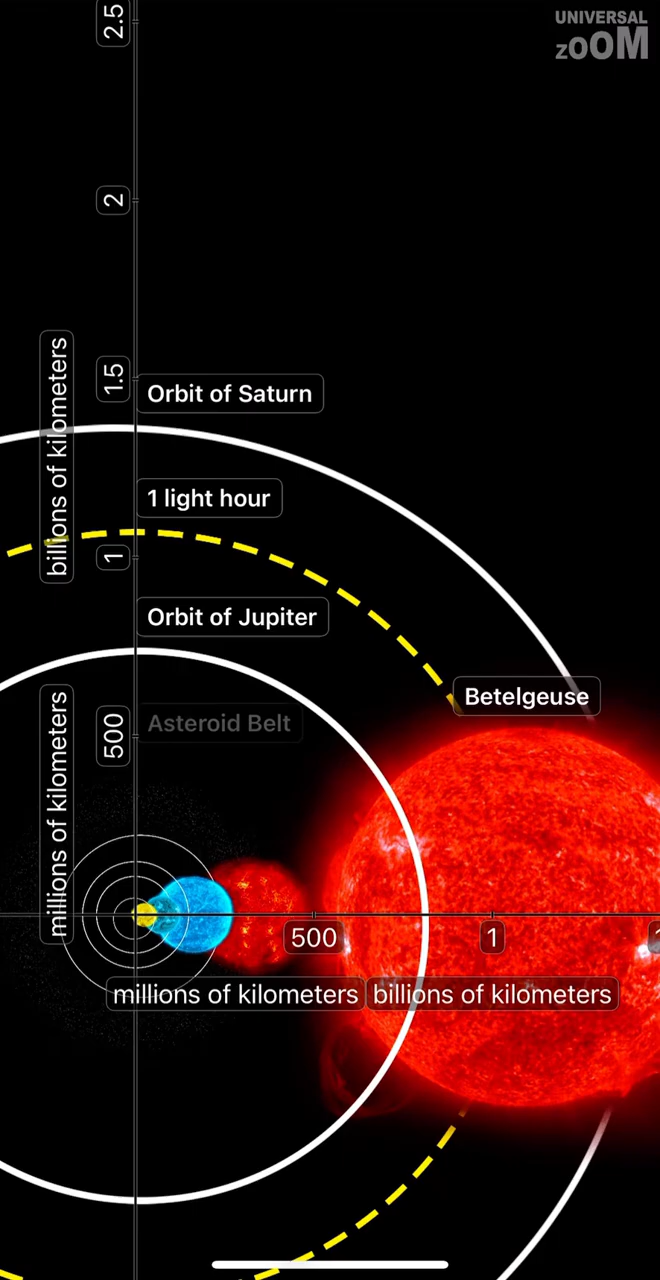 UNIVERSAL
ZOOM
2.5
2
1.5
billions of kilometers
Orbit of Saturn
1 light hour
1
Orbit of Jupiter
Betelgeuse
Asteroid Belt
500
millions of kilometers
500
1
millions of kilometers
billions of kilometers